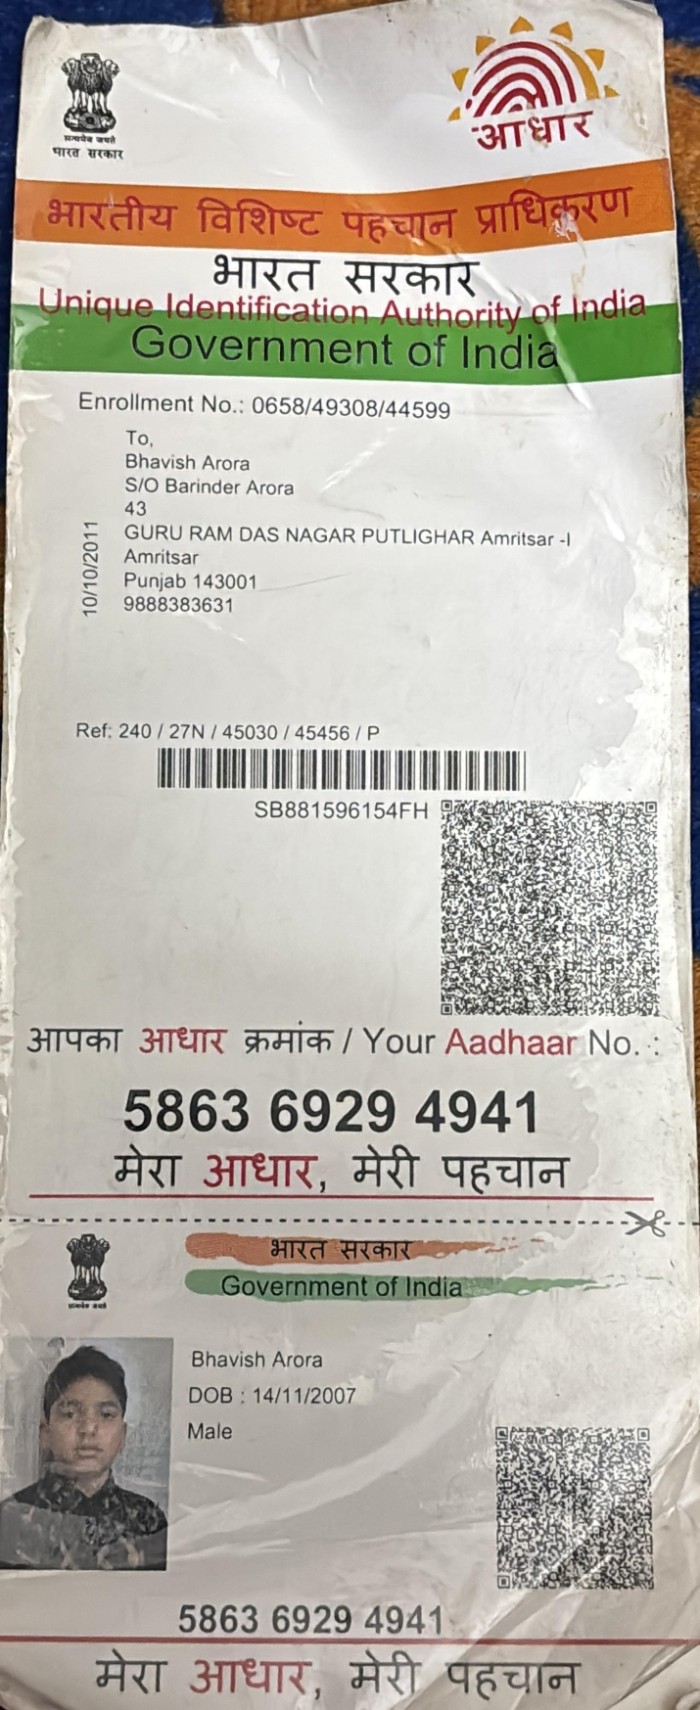 सत्यमेव जयते
भारत सरकार
आधार
भारतीय विशिष्ट पहचान प्राधिकरण
भारत सरकार
Unique Identification Authority of India
Government of India
Enrollment No.: 0658/49308/44599
To,
Bhavish Arora
S/O Barinder Arora
43
GURU RAM DAS NAGAR PUTLIGHAR Amritsar -I
Amritsar
Punjab 143001
9888383631
10/10/2011
Ref: 240 / 27N / 45030 / 45456 / P
SB881596154FH
आपका आधार क्रमांक / Your Aadhaar No. :
5863 6929 4941
मेरा आधार, मेरी पहचान
भारत सरकार
Government of India
सत्यमेव जयते
Bhavish Arora
DOB : 14/11/2007
Male
5863 6929 4941
मेरा आधार, मेरी पहचान